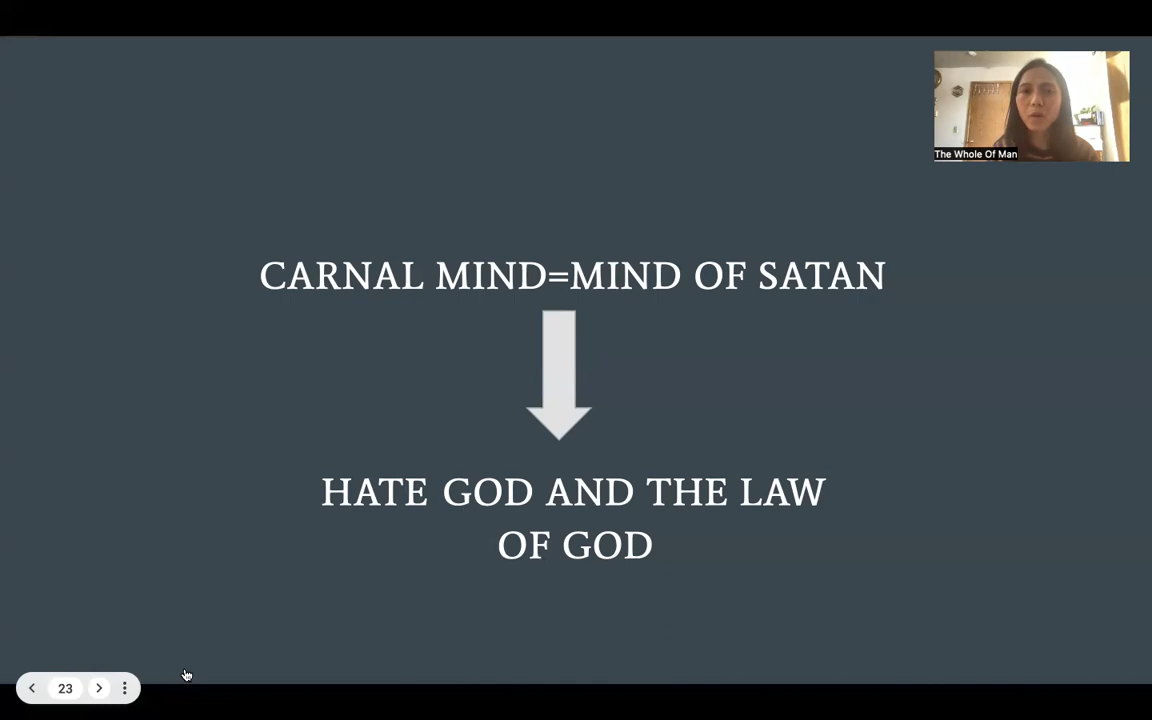 The Whole Of Man
CARNAL MIND=MIND OF SATAN
HATE GOD AND THE LAW
OF GOD
23